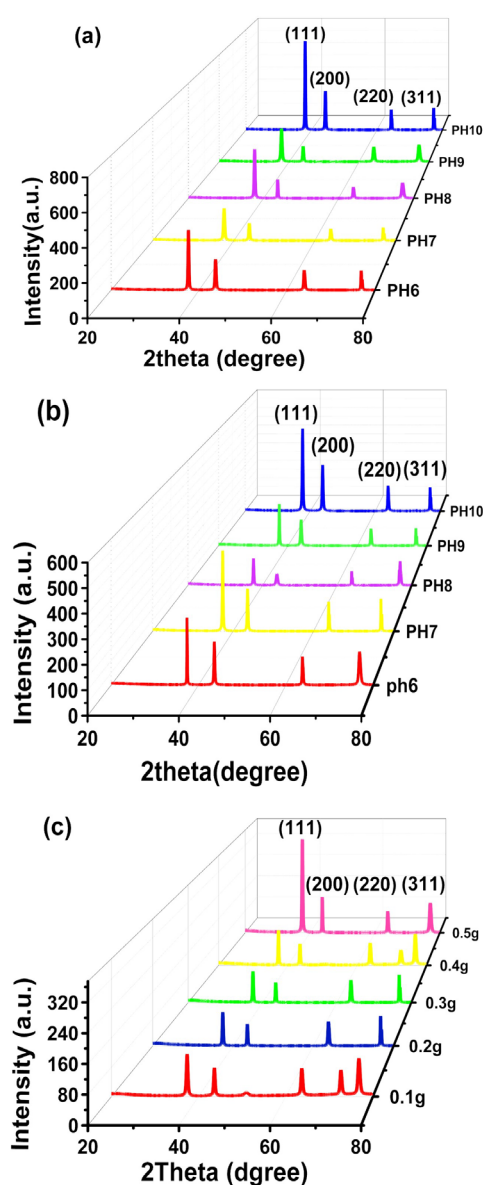 (a)
(111)
(200)
(220)
(311)
PH10
PH9
PH8
PH7
PH6
800
600
400
200
0
Intensity(a.u.)
20 40 60 80
2theta (degree)
(b)
(111)
(200)
(220)
(311)
PH10
PH9
PH8
PH7
ph6
600
500
400
300
200
100
0
Intensity (a.u.)
20 40 60 80
2theta(degree)
(c)
(111)
(200) (220) (311)
0.5g
0.4g
0.3g
0.2g
0.1g
320
240
160
80
0
Intensity (a.u.)
20 40 60 80
2Theta (dgree)